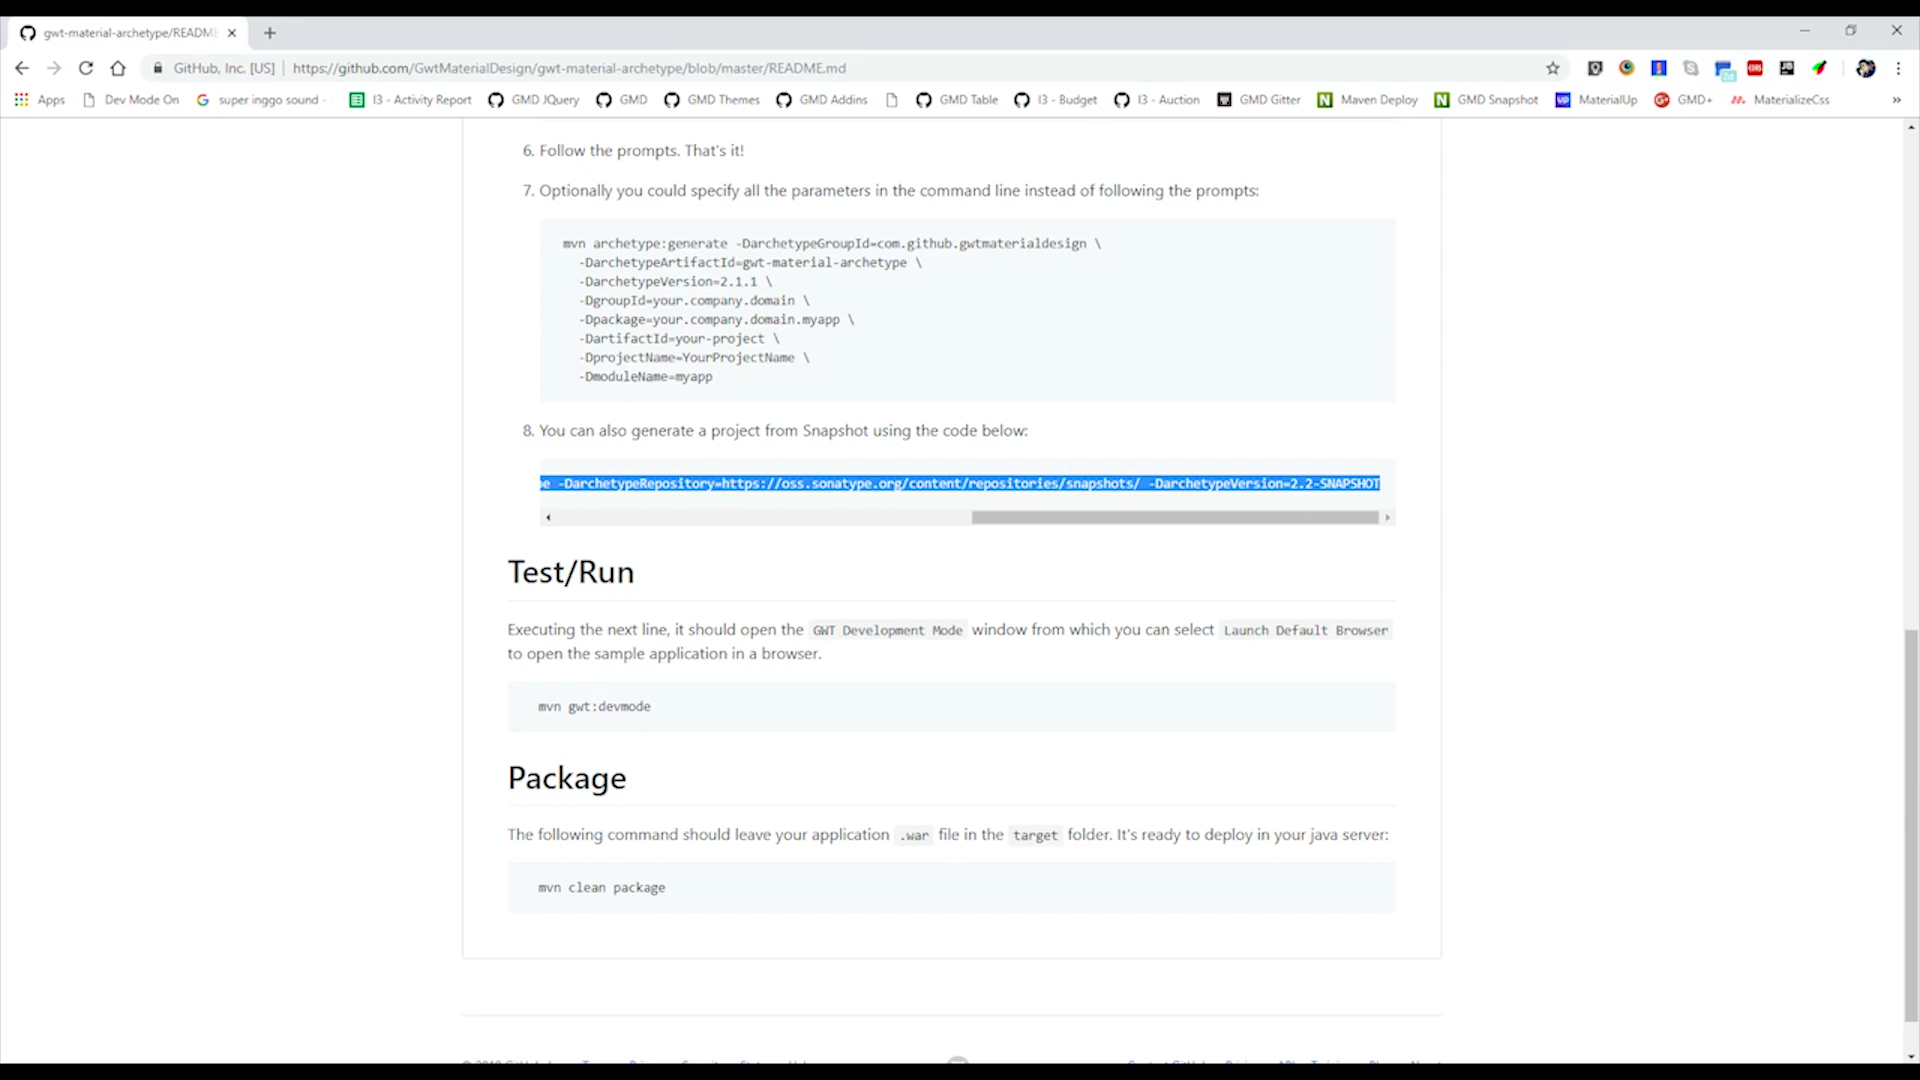 gwt-material-archetype/READM
GitHub, Inc. [US] | https://github.com/GwtMaterialDesign/gwt-material-archetype/blob/master/README.md
Apps Dev Mode On super inggo sound - I3 - Activity Report GMD JQuery GMD GMD Themes GMD Addins GMD Table I3 - Budget I3 - Auction GMD Gitter Maven Deploy GMD Snapshot MaterialUp GMD+ MaterializeCss »
6. Follow the prompts. That's it!
7. Optionally you could specify all the parameters in the command line instead of following the prompts:
mvn archetype:generate -DarchetypeGroupId=com.github.gwtmaterialdesign \
-DarchetypeArtifactId=gwt-material-archetype \
-DarchetypeVersion=2.1.1 \
-DgroupId=your.company.domain \
-Dpackage=your.company.domain.myapp \
-DartifactId=your-project \
-DprojectName=YourProjectName \
-DmoduleName=myapp
8. You can also generate a project from Snapshot using the code below:
pe -DarchetypeRepository=https://oss.sonatype.org/content/repositories/snapshots/ -DarchetypeVersion=2.2-SNAPSHOT
Test/Run
Executing the next line, it should open the GWT Development Mode window from which you can select Launch Default Browser
to open the sample application in a browser.
mvn gwt:devmode
Package
The following command should leave your application .war file in the target folder. It's ready to deploy in your java server:
mvn clean package